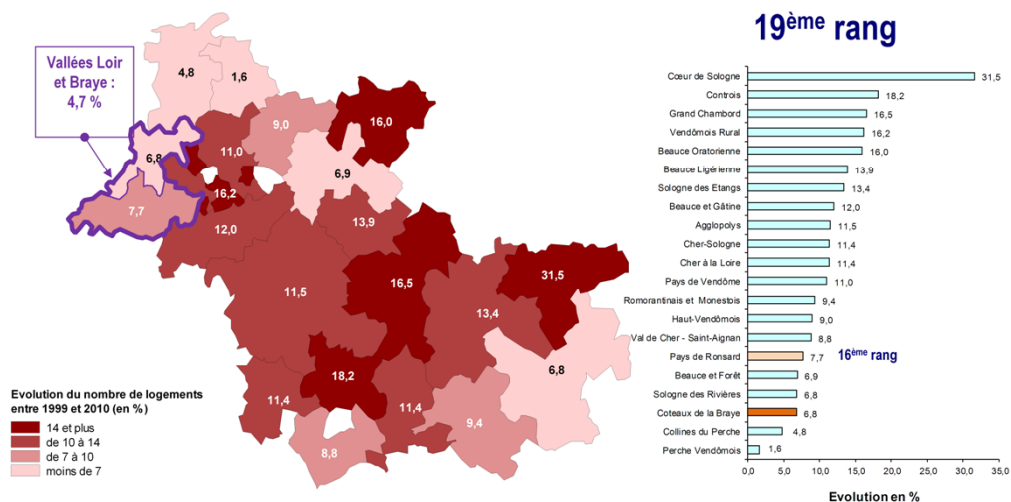 19ème rang
Vallées Loir
et Braye :
4,7 %
4,8
1,6
9,0
16,0
6,8
11,0
6,9
7,7
16,2
12,0
13,9
11,5
16,5
31,5
13,4
6,8
18,2
11,4
11,4
9,4
8,8
Evolution du nombre de logements
entre 1999 et 2010 (en %)
14 et plus
de 10 à 14
de 7 à 10
moins de 7
Cœur de Sologne 31,5
Controis 18,2
Grand Chambord 16,5
Vendômois Rural 16,2
Beauce Oratorienne 16,0
Beauce Ligérienne 13,9
Sologne des Etangs 13,4
Beauce et Gâtine 12,0
Agglopolys 11,5
Cher-Sologne 11,4
Cher à la Loire 11,4
Pays de Vendôme 11,0
Romorantinais et Monestois 9,4
Haut-Vendômois 9,0
Val de Cher - Saint-Aignan 8,8
Pays de Ronsard 7,7 16ème rang
Beauce et Forêt 6,9
Sologne des Rivières 6,8
Coteaux de la Braye 6,8
Collines du Perche 4,8
Perche Vendômois 1,6
0,0 5,0 10,0 15,0 20,0 25,0 30,0 35,0
Evolution en %